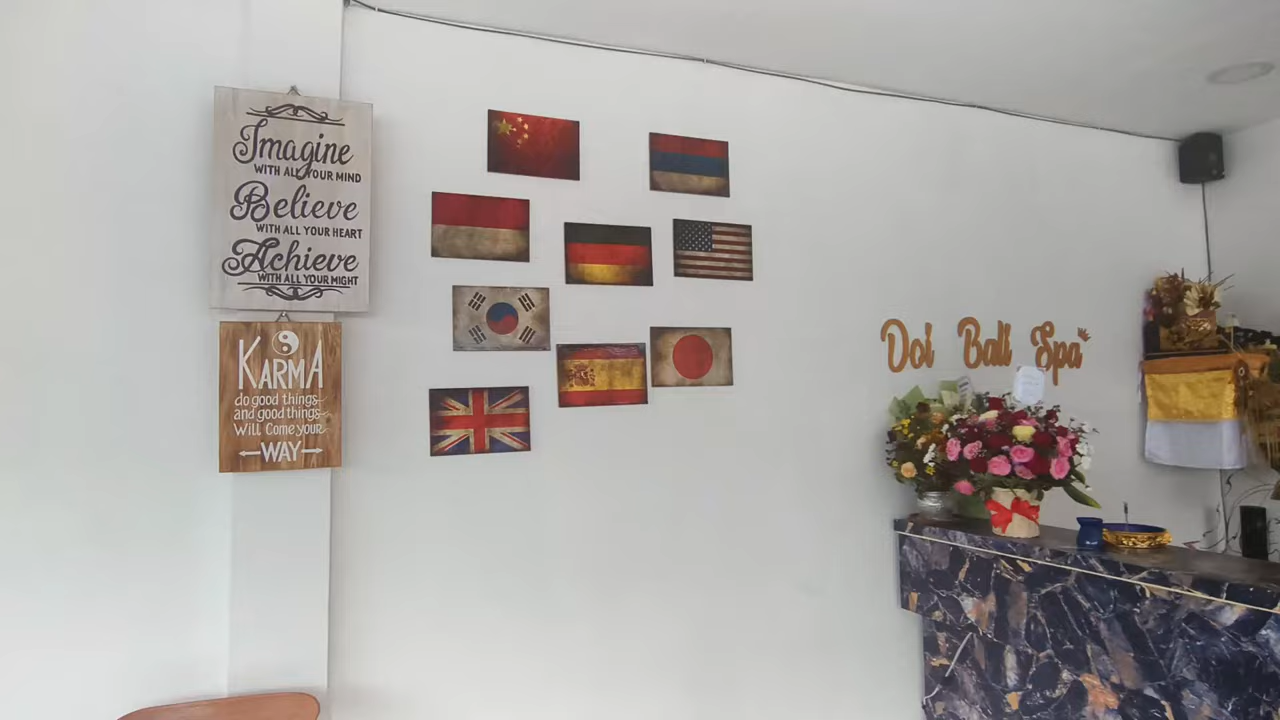 Imagine
WITH ALL YOUR MIND
Believe
WITH ALL YOUR HEART
Achieve
WITH ALL YOUR MIGHT
KARMA
do good things
and good things
Will Come your
WAY
Doi Bali Spa